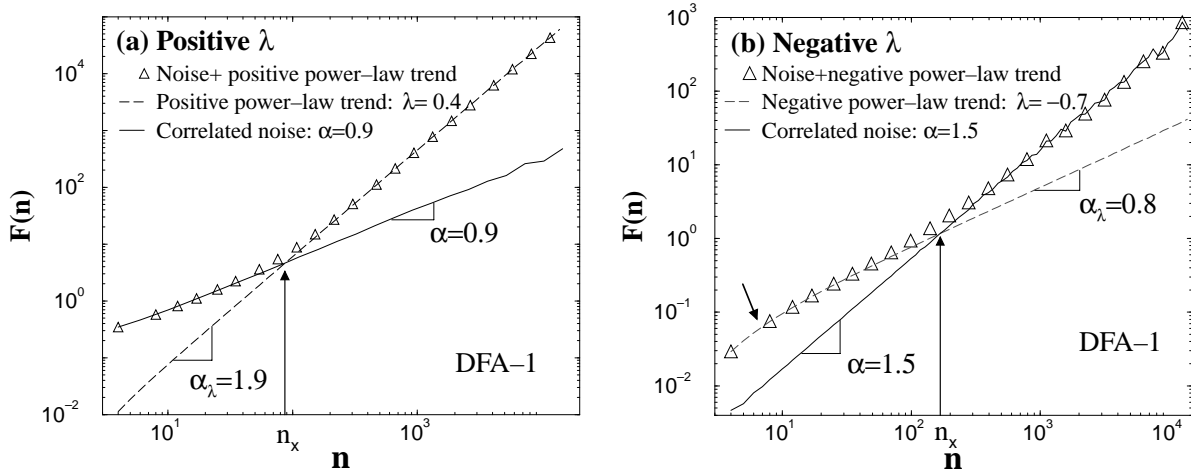 (a) Positive λ
Noise+ positive power–law trend
Positive power–law trend: λ= 0.4
Correlated noise: α=0.9
F(n)
10^4
10^2
10^0
10^−2
α=0.9
α_λ=1.9
DFA–1
10^1
n_x
10^3
n
(b) Negative λ
Noise+negative power–law trend
Negative power–law trend: λ= −0.7
Correlated noise: α=1.5
F(n)
10^3
10^2
10^1
10^0
10^−1
10^−2
α_λ=0.8
α=1.5
DFA–1
10^1
10^2
n_x
10^3
10^4
n